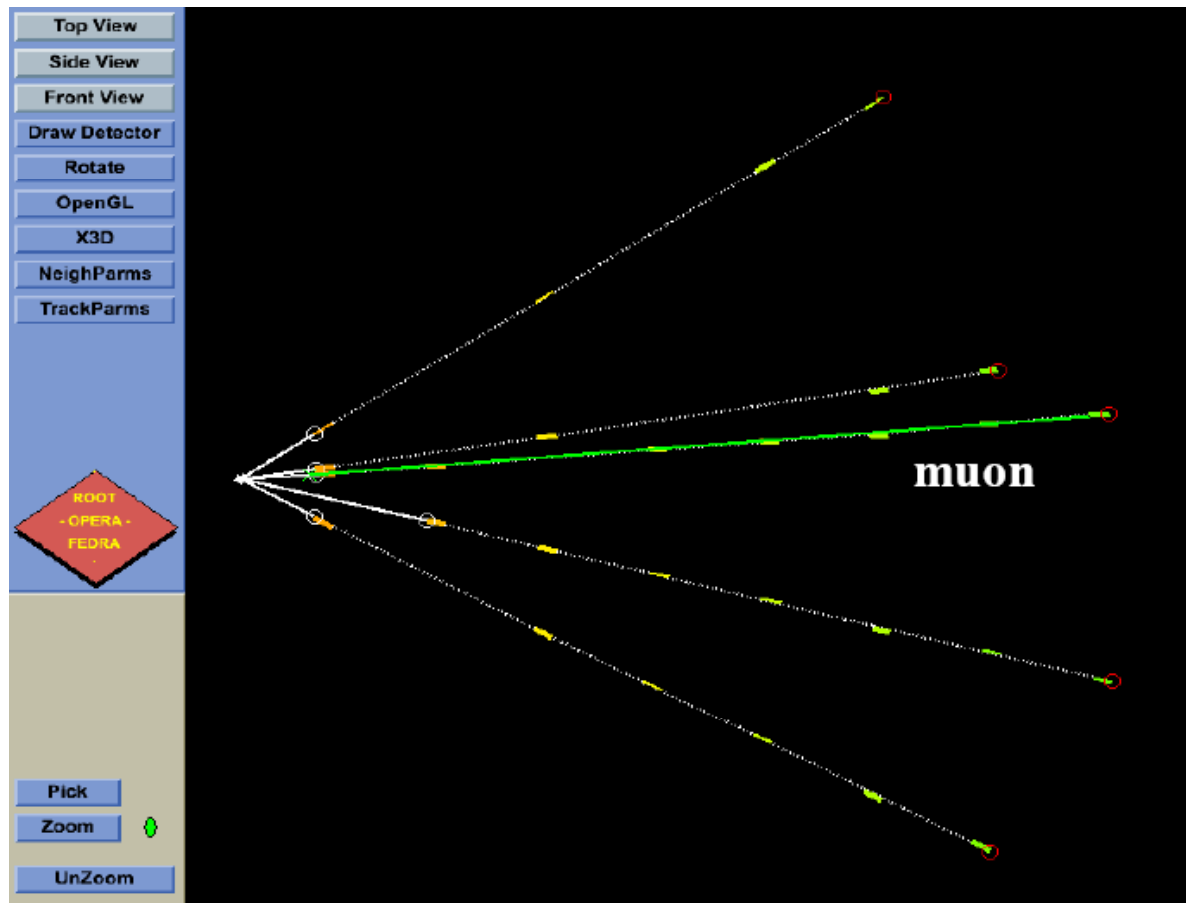 Top View
Side View
Front View
Draw Detector
Rotate
OpenGL
X3D
NeighParms
TrackParms
muon
ROOT
- OPERA -
FEDRA
Pick
Zoom
UnZoom